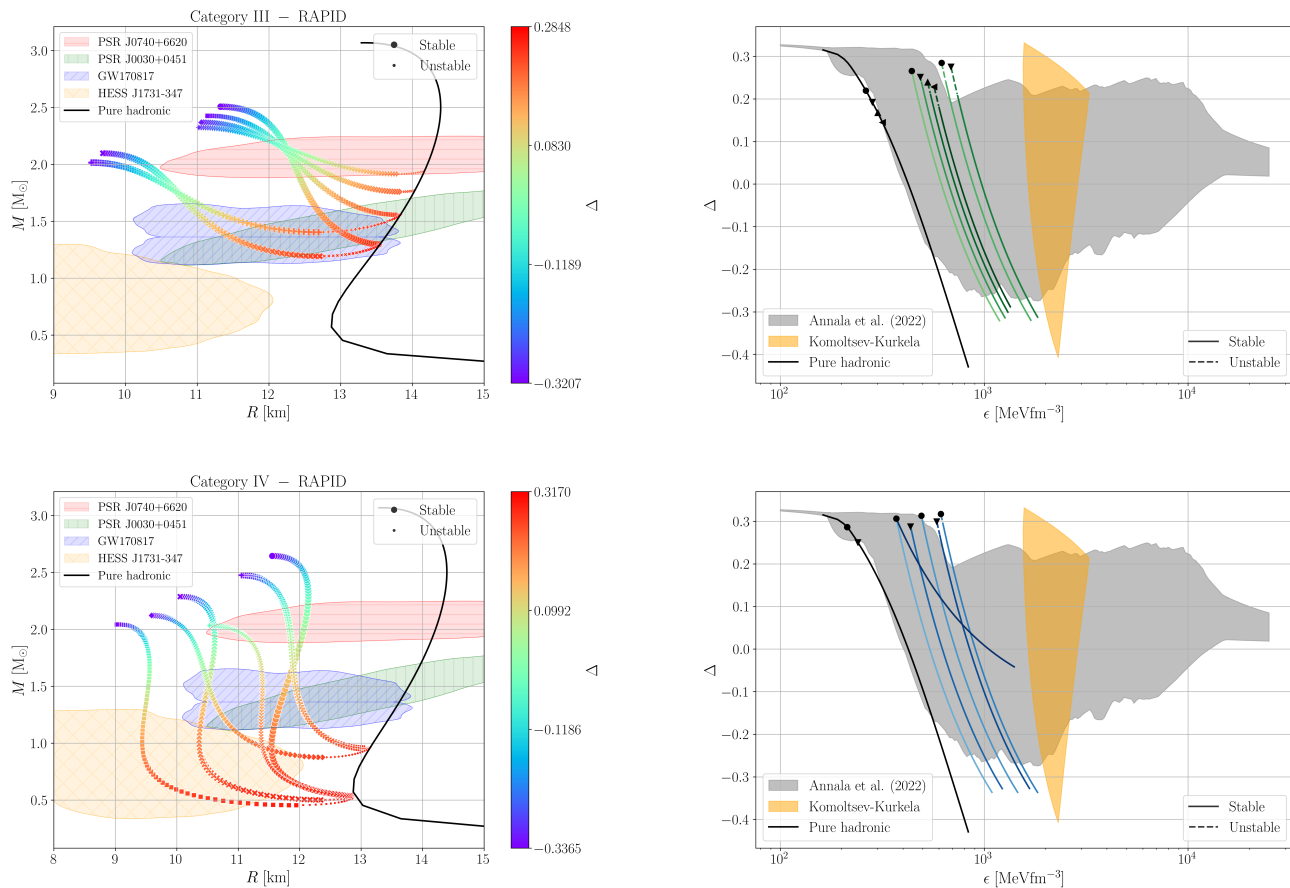 Category III − RAPID
PSR J0740+6620
PSR J0030+0451
GW170817
HESS J1731-347
Pure hadronic
Stable
Unstable
M [M⊙]
3.0
2.5
2.0
1.5
1.0
0.5
8 9 10 11 12 13 14 15
R [km]
0.2848
0.0830
−0.1189
−0.3207
Δ
Δ
0.3
0.2
0.1
0.0
−0.1
−0.2
−0.3
−0.4
Annala et al. (2022)
Komoltsev-Kurkela
Pure hadronic
Stable
Unstable
10² 10³ 10⁴
ϵ [MeVfm⁻³]
Category IV − RAPID
PSR J0740+6620
PSR J0030+0451
GW170817
HESS J1731-347
Pure hadronic
Stable
Unstable
M [M⊙]
3.0
2.5
2.0
1.5
1.0
0.5
8 9 10 11 12 13 14 15
R [km]
0.3170
0.0992
−0.1186
−0.3365
Δ
Δ
0.3
0.2
0.1
0.0
−0.1
−0.2
−0.3
−0.4
Annala et al. (2022)
Komoltsev-Kurkela
Pure hadronic
Stable
Unstable
10² 10³ 10⁴
ϵ [MeVfm⁻³]